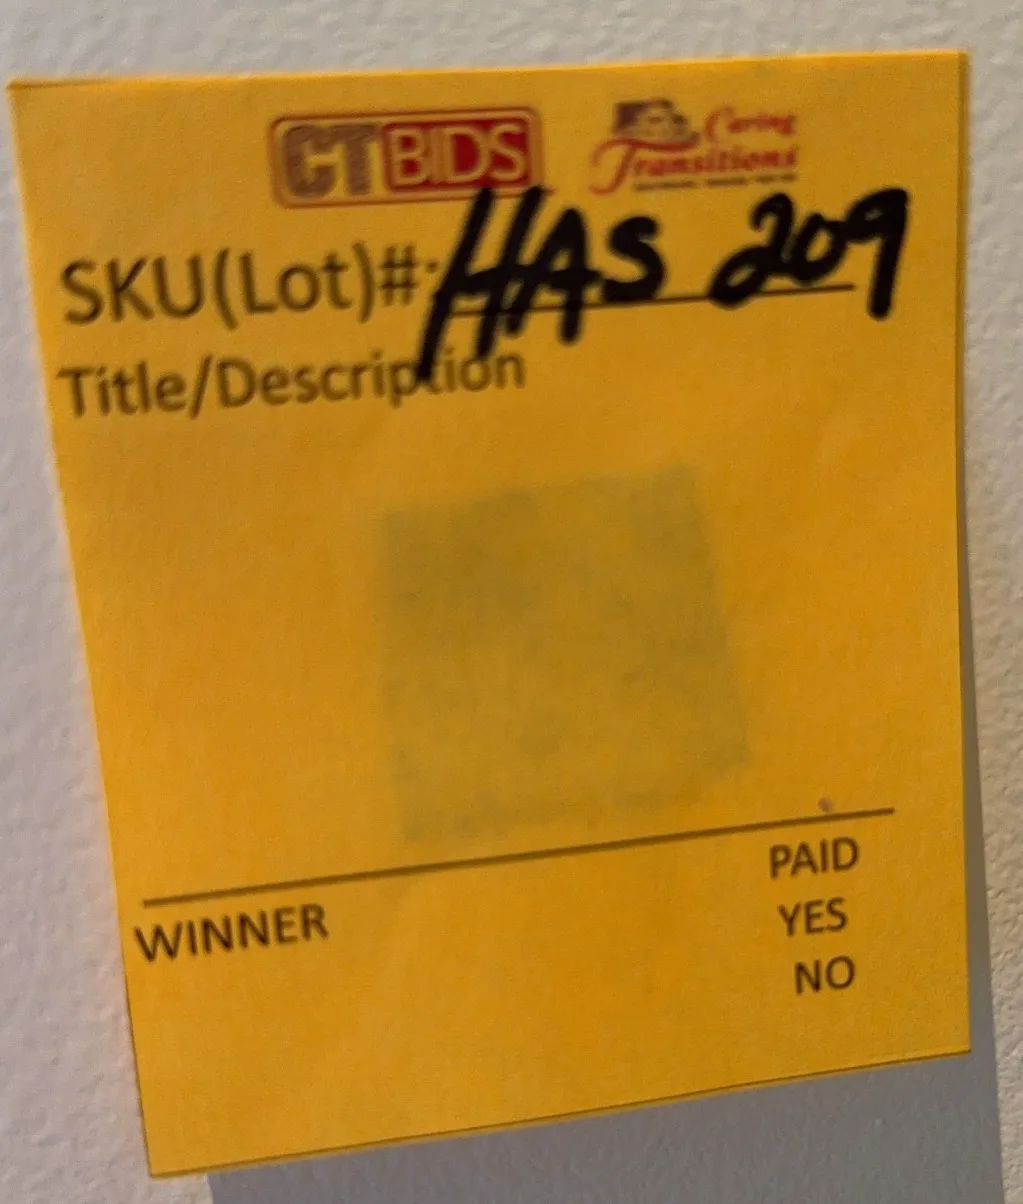 CTBIDS
Caring
Transitions
SKU(Lot)#: HAS 209
Title/Description
WINNER
PAID
YES
NO